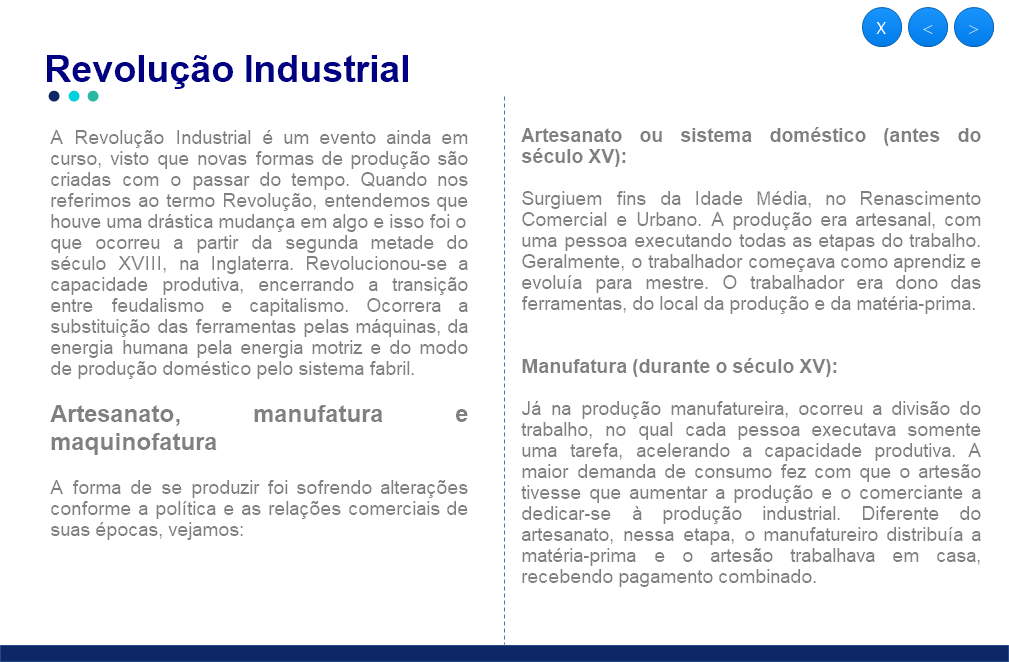 X < >
Revolução Industrial
A Revolução Industrial é um evento ainda em
curso, visto que novas formas de produção são
criadas com o passar do tempo. Quando nos
referimos ao termo Revolução, entendemos que
houve uma drástica mudança em algo e isso foi o
que ocorreu a partir da segunda metade do
século XVIII, na Inglaterra. Revolucionou-se a
capacidade produtiva, encerrando a transição
entre feudalismo e capitalismo. Ocorrera a
substituição das ferramentas pelas máquinas, da
energia humana pela energia motriz e do modo
de produção doméstico pelo sistema fabril.
Artesanato, manufatura e
maquinofatura
A forma de se produzir foi sofrendo alterações
conforme a política e as relações comerciais de
suas épocas, vejamos:
Artesanato ou sistema doméstico (antes do
século XV):
Surgiuem fins da Idade Média, no Renascimento
Comercial e Urbano. A produção era artesanal, com
uma pessoa executando todas as etapas do trabalho.
Geralmente, o trabalhador começava como aprendiz e
evoluía para mestre. O trabalhador era dono das
ferramentas, do local da produção e da matéria-prima.
Manufatura (durante o século XV):
Já na produção manufatureira, ocorreu a divisão do
trabalho, no qual cada pessoa executava somente
uma tarefa, acelerando a capacidade produtiva. A
maior demanda de consumo fez com que o artesão
tivesse que aumentar a produção e o comerciante a
dedicar-se à produção industrial. Diferente do
artesanato, nessa etapa, o manufatureiro distribuía a
matéria-prima e o artesão trabalhava em casa,
recebendo pagamento combinado.